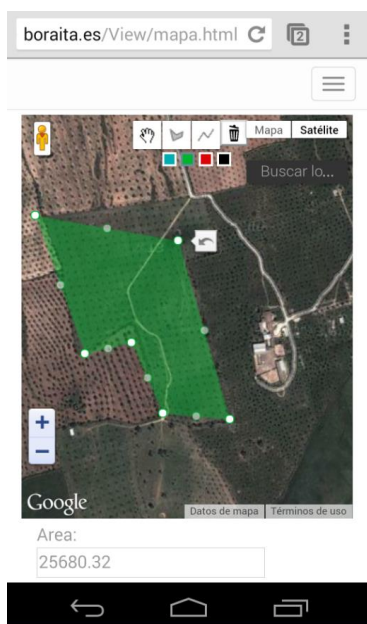 boraita.es/View/mapa.html 2
Mapa Satélite
Buscar lo...
+
−
Google
Datos de mapa Términos de uso
Area:
25680.32